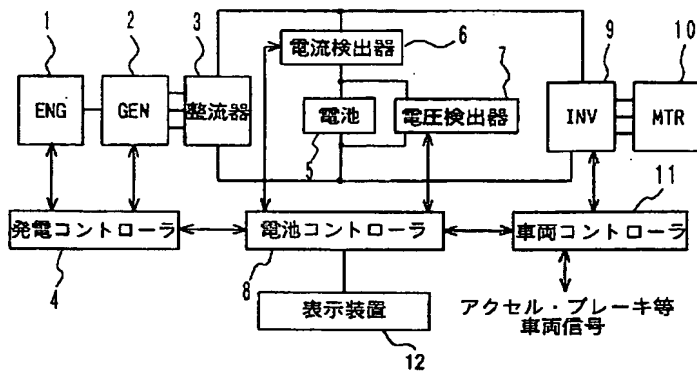 1
2
3
6
7
9
10
電流検出器
ENG
GEN
整流器
電池
電圧検出器
INV
MTR
5
11
発電コントローラ
電池コントローラ
車両コントローラ
4
8
表示装置
アクセル・ブレーキ等
車両信号
12